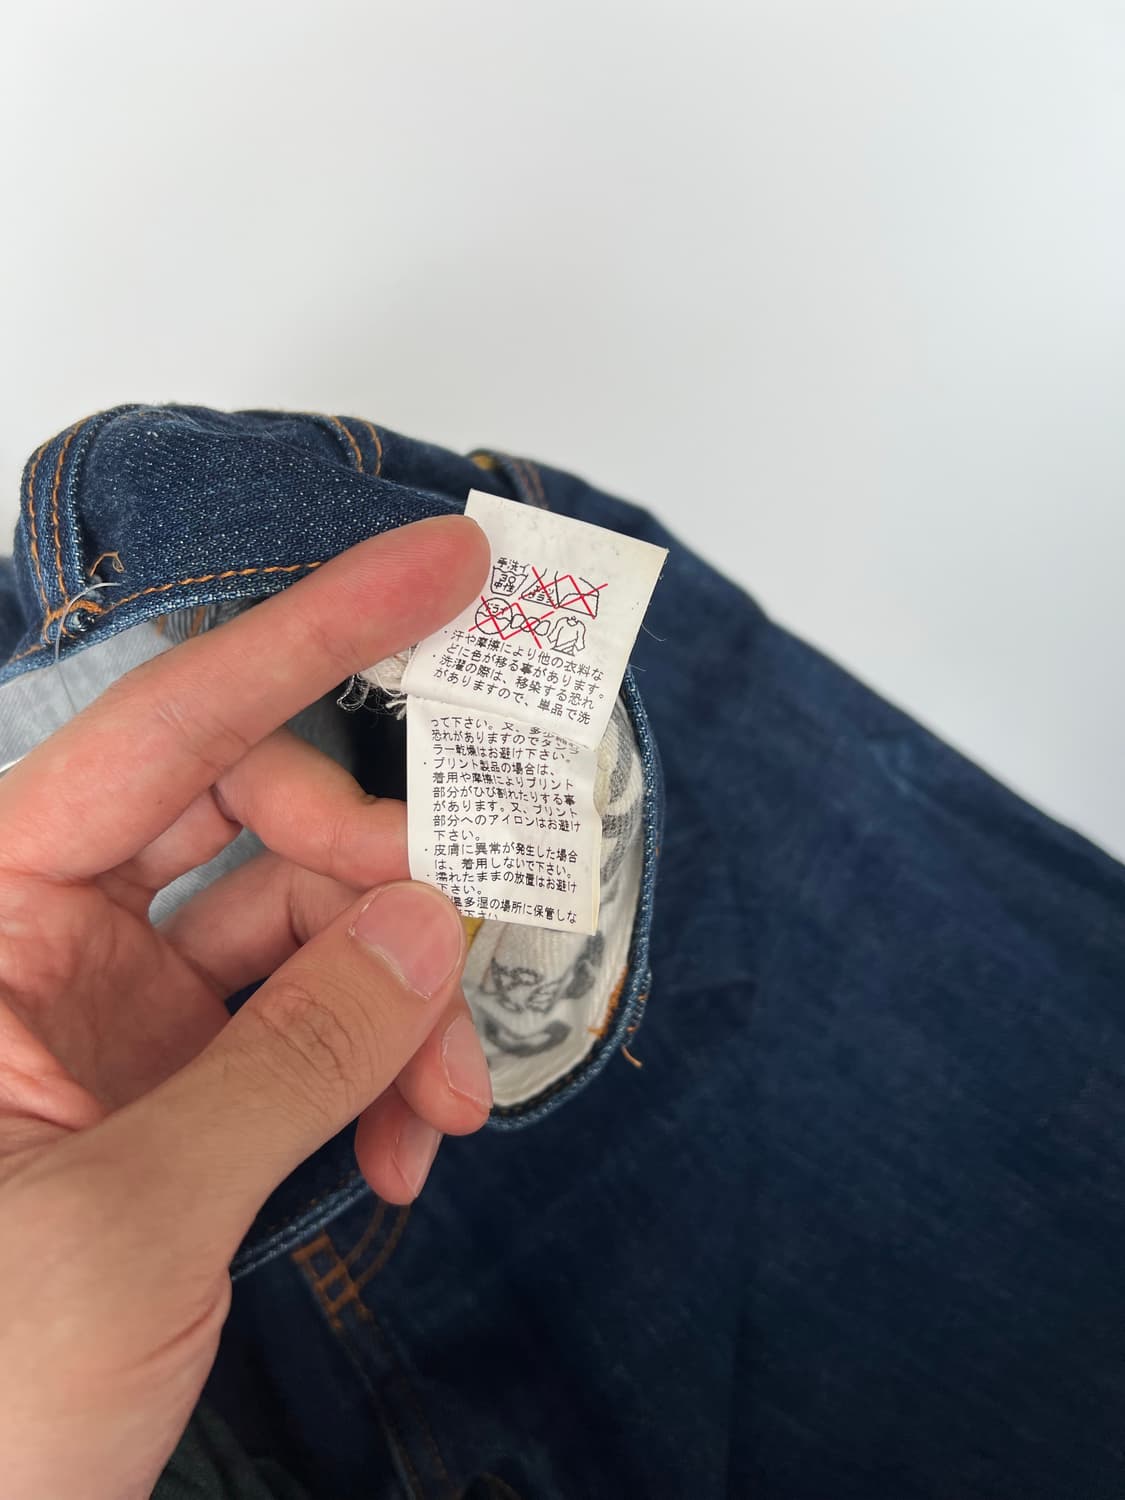 手洗イ
30
中性
ドライ
・汗や摩擦により他の衣料な
どに色が移る事があります。
・洗濯の際は、移染する恐れ
がありますので、単品で洗
って下さい。又、多少
恐れがありますのでタン
ラー乾燥はお避け下さい。
・プリント製品の場合は、
着用や摩擦によりプリント
部分がひび割れたりする事
があります。又、プリント
部分へのアイロンはお避け
下さい。
・皮膚に異常が発生した場合
は、着用しないで下さい。
・濡れたままの放置はお避け
下さい。
温多湿の場所に保管しな
下さい